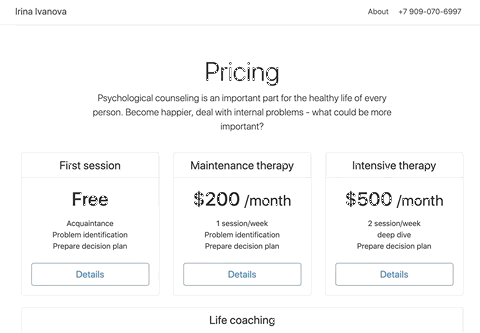 Irina Ivanova
About +7 909-070-6997
Pricing
Psychological counseling is an important part for the healthy life of every
person. Become happier, deal with internal problems - what could be more
important?
First session
Free
Acquaintance
Problem identification
Prepare decision plan
Details
Maintenance therapy
$200 /month
1 session/week
Problem identification
Prepare decision plan
Details
Intensive therapy
$500 /month
2 session/week
deep dive
Prepare decision plan
Details
Life coaching